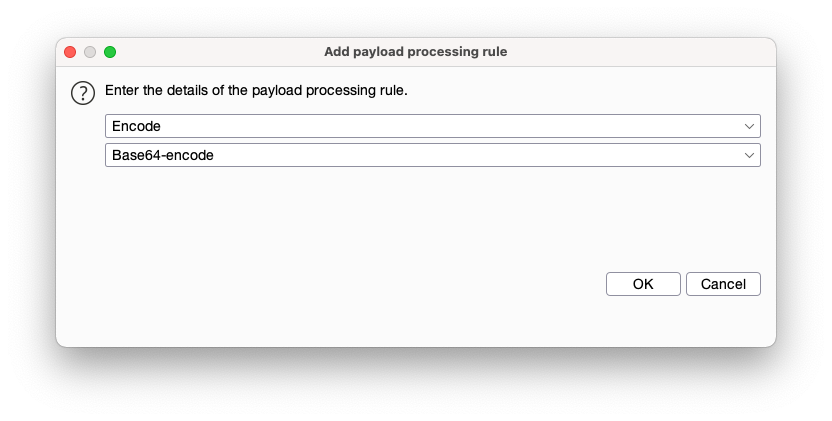 Add payload processing rule
?
Enter the details of the payload processing rule.
Encode
Base64-encode
OK
Cancel